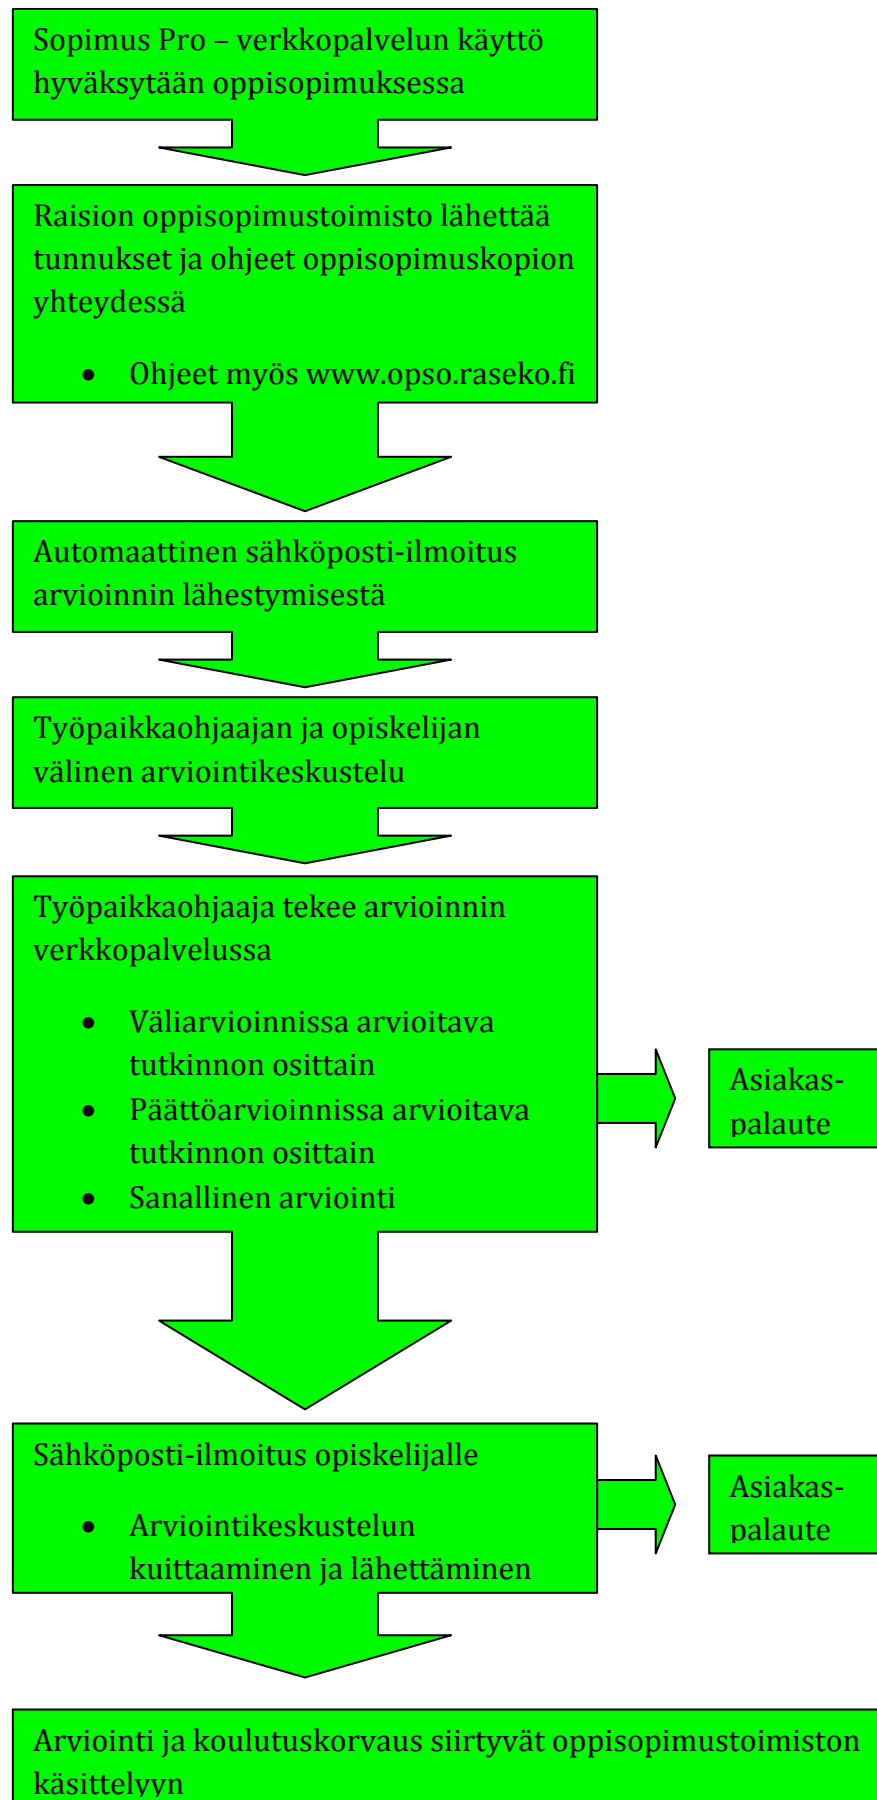 Sopimus Pro – verkkopalvelun käyttö
hyväksytään oppisopimuksessa
Raision oppisopimustoimisto lähettää
tunnukset ja ohjeet oppisopimuskopion
yhteydessä
• Ohjeet myös www.opso.raseko.fi
Automaattinen sähköposti-ilmoitus
arvioinnin lähestymisestä
Työpaikkaohjaajan ja opiskelijan
välinen arviointikeskustelu
Työpaikkaohjaaja tekee arvioinnin
verkkopalvelussa
• Väliarvioinnissa arvioitava
tutkinnon osittain
• Päättöarvioinnissa arvioitava
tutkinnon osittain
• Sanallinen arviointi
Asiakas-
palaute
Sähköposti-ilmoitus opiskelijalle
• Arviointikeskustelun
kuittaaminen ja lähettäminen
Asiakas-
palaute
Arviointi ja koulutuskorvaus siirtyvät oppisopimustoimiston
käsittelyyn